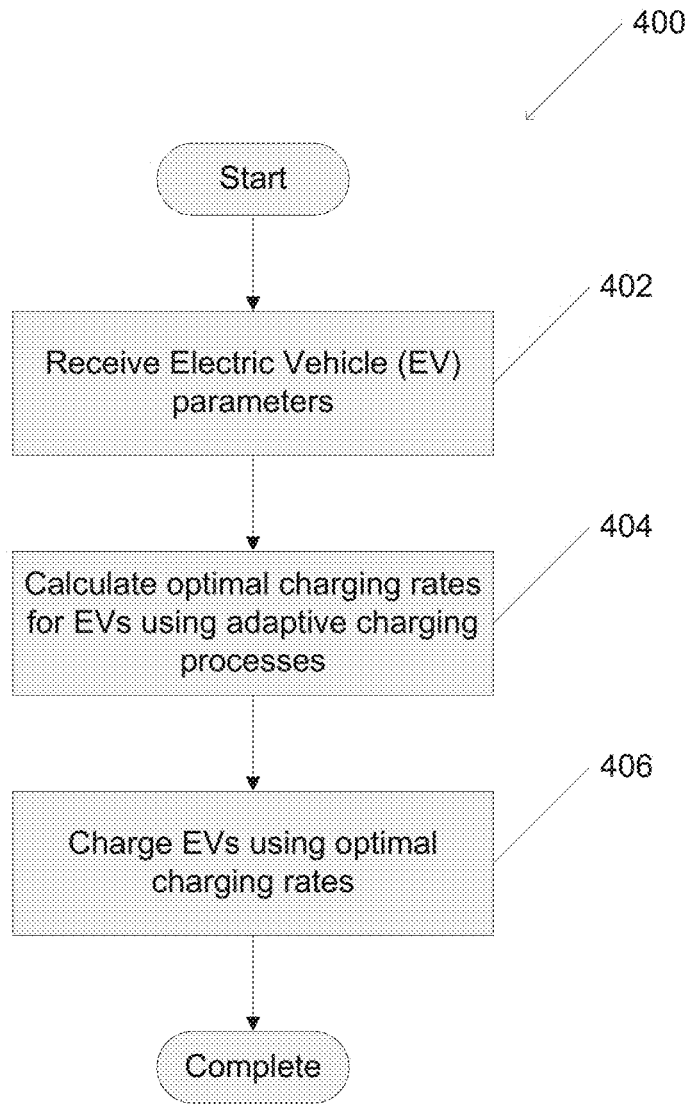 400
Start
402
Receive Electric Vehicle (EV)
parameters
404
Calculate optimal charging rates
for EVs using adaptive charging
processes
406
Charge EVs using optimal
charging rates
Complete